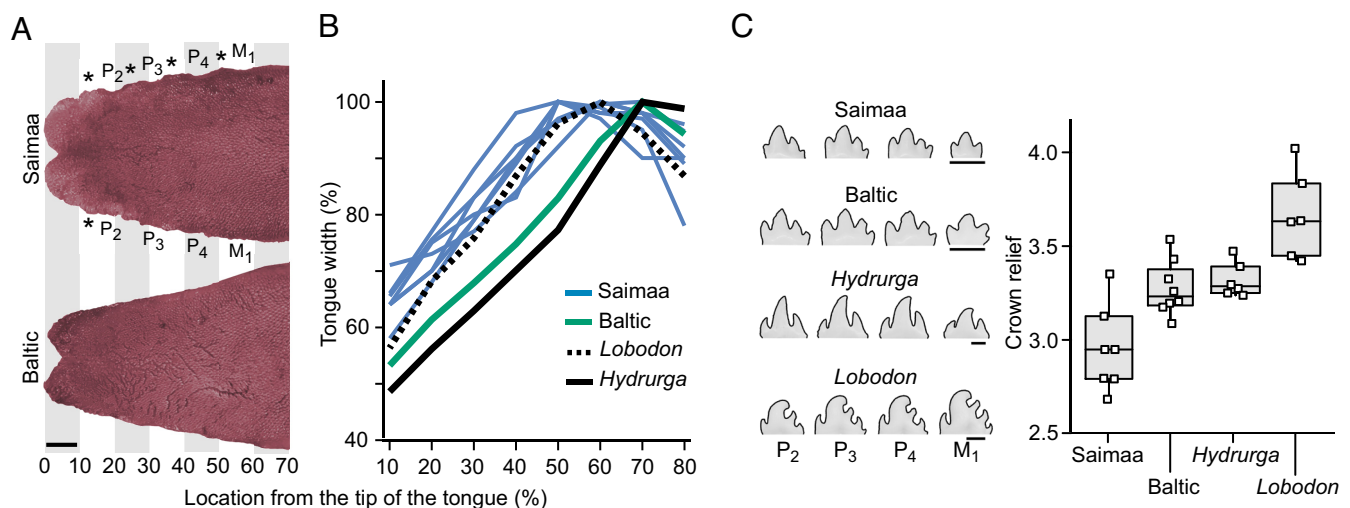 A
Saimaa
* P2 * P3 * P4 * M1
* P2 P3 P4 M1
Baltic
0 10 20 30 40 50 60 70
Location from the tip of the tongue (%)
B
Tongue width (%)
100
80
60
40
Saimaa
Baltic
Lobodon
Hydrurga
10 20 30 40 50 60 70 80
C
Saimaa
Baltic
Hydrurga
Lobodon
P2 P3 P4 M1
Crown relief
4.0
3.5
3.0
2.5
Saimaa
Baltic
Hydrurga
Lobodon